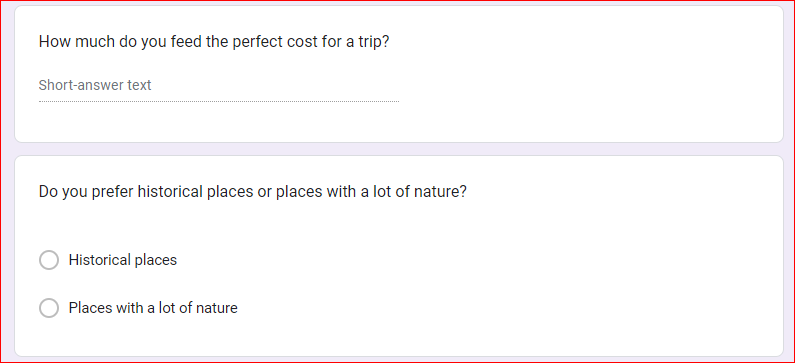 How much do you feed the perfect cost for a trip?
Short-answer text
Do you prefer historical places or places with a lot of nature?
Historical places
Places with a lot of nature